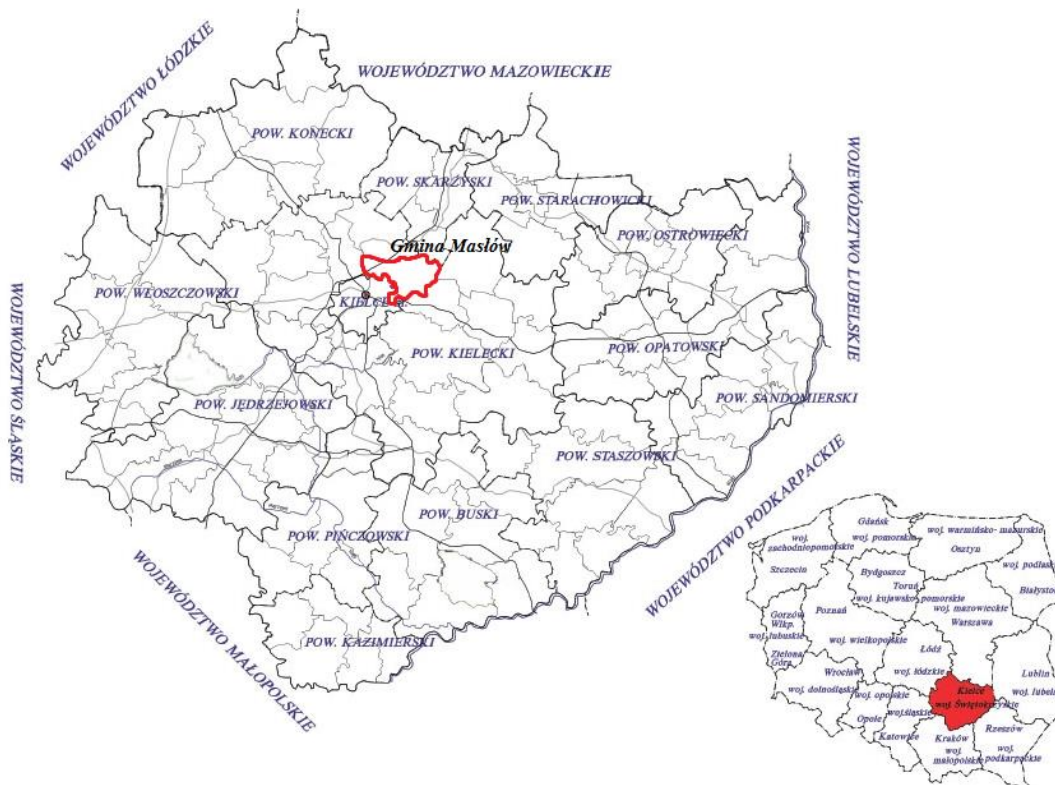 WOJEWÓDZTWO ŁÓDZKIE
WOJEWÓDZTWO MAZOWIECKIE
POW. KONECKI
POW. SKARŻYSKI
POW. STARACHOWICKI
POW. OSTROWIECKI
WOJEWÓDZTWO LUBELSKIE
Gmina Masłów
POW. WŁOSZCZOWSKI
WOJEWÓDZTWO ŚLĄSKIE
POW. KIELECKI
POW. OPATOWSKI
POW. JĘDRZEJOWSKI
POW. SANDOMIERSKI
POW. STASZOWSKI
POW. BUSKI
POW. PIŃCZOWSKI
WOJEWÓDZTWO PODKARPACKIE
WOJEWÓDZTWO MAŁOPOLSKIE
POW. KAZIMIERSKI
Gdańsk
woj. pomorskie
woj. warmińsko-mazurskie
Olsztyn
woj.
zachodniopomorskie
Szczecin
woj. podlask
Białystok
Bydgoszcz
Toruń
woj. kujawsko-pomorskie
woj. mazowieckie
Warszawa
Gorzów
Wlkp.
woj. lubuskie
Zielona
Góra
Poznań
woj. wielkopolskie
Łódź
woj. łódzkie
Wrocław
woj. dolnośląskie
woj. opolskie
Opole
woj.śląskie
Katowice
Kielce
woj. Świętokrzyskie
Lublin
woj. lubels
Kraków
woj.
małopolskie
Rzeszów
woj.
podkarpackie